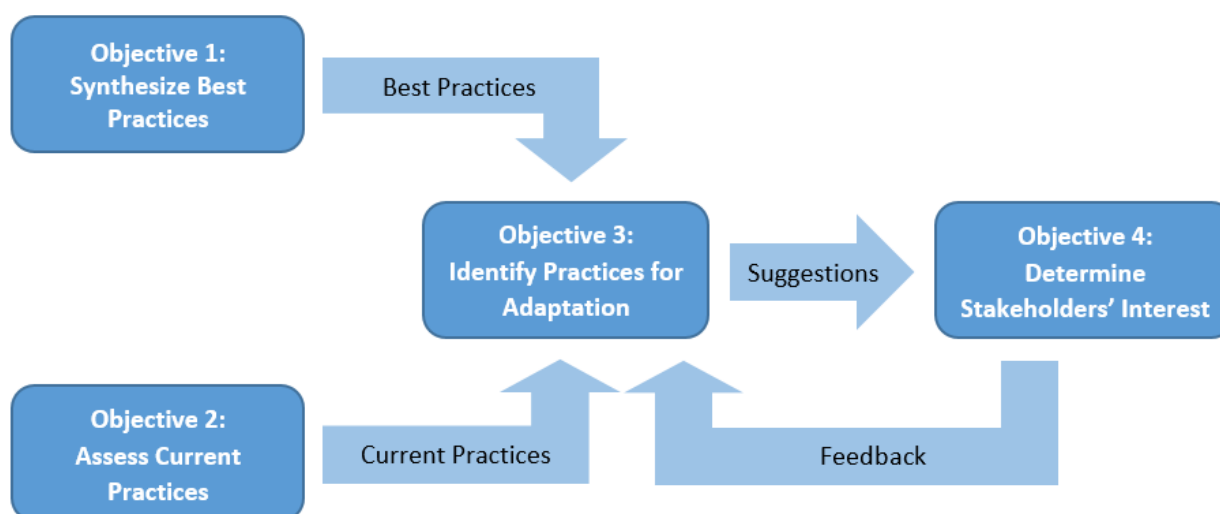 Objective 1:
Synthesize Best
Practices
Best Practices
Objective 3:
Identify Practices for
Adaptation
Suggestions
Objective 4:
Determine
Stakeholders’ Interest
Objective 2:
Assess Current
Practices
Current Practices
Feedback